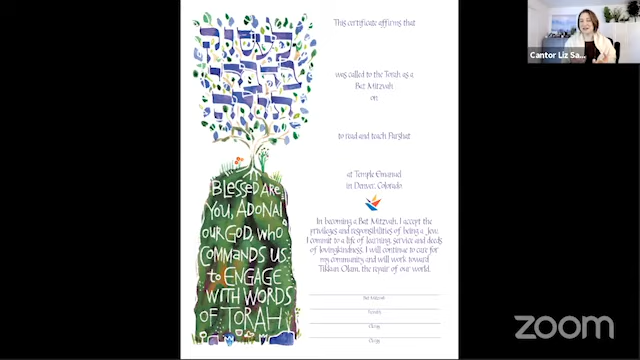 This certificate affirms that
was called to the Torah as a
Bat Mitzvah
on
to read and teach Parshat
at Temple Emanuel
in Denver, Colorado
In becoming a Bat Mitzvah, I accept the
privileges and responsibilities of being a Jew.
I commit to a life of learning, service and deeds
of lovingkindness. I will continue to care for
my community and will work toward
Tikkun Olam, the repair of our world.
Bat Mitzvah
Clergy
Clergy
BLESSED ARE
YOU, ADONAI
OUR GOD, WHO
COMMANDS US
to ENGAGE
WITH WORDS
OF TORAH
Cantor Liz Sa...
zoom